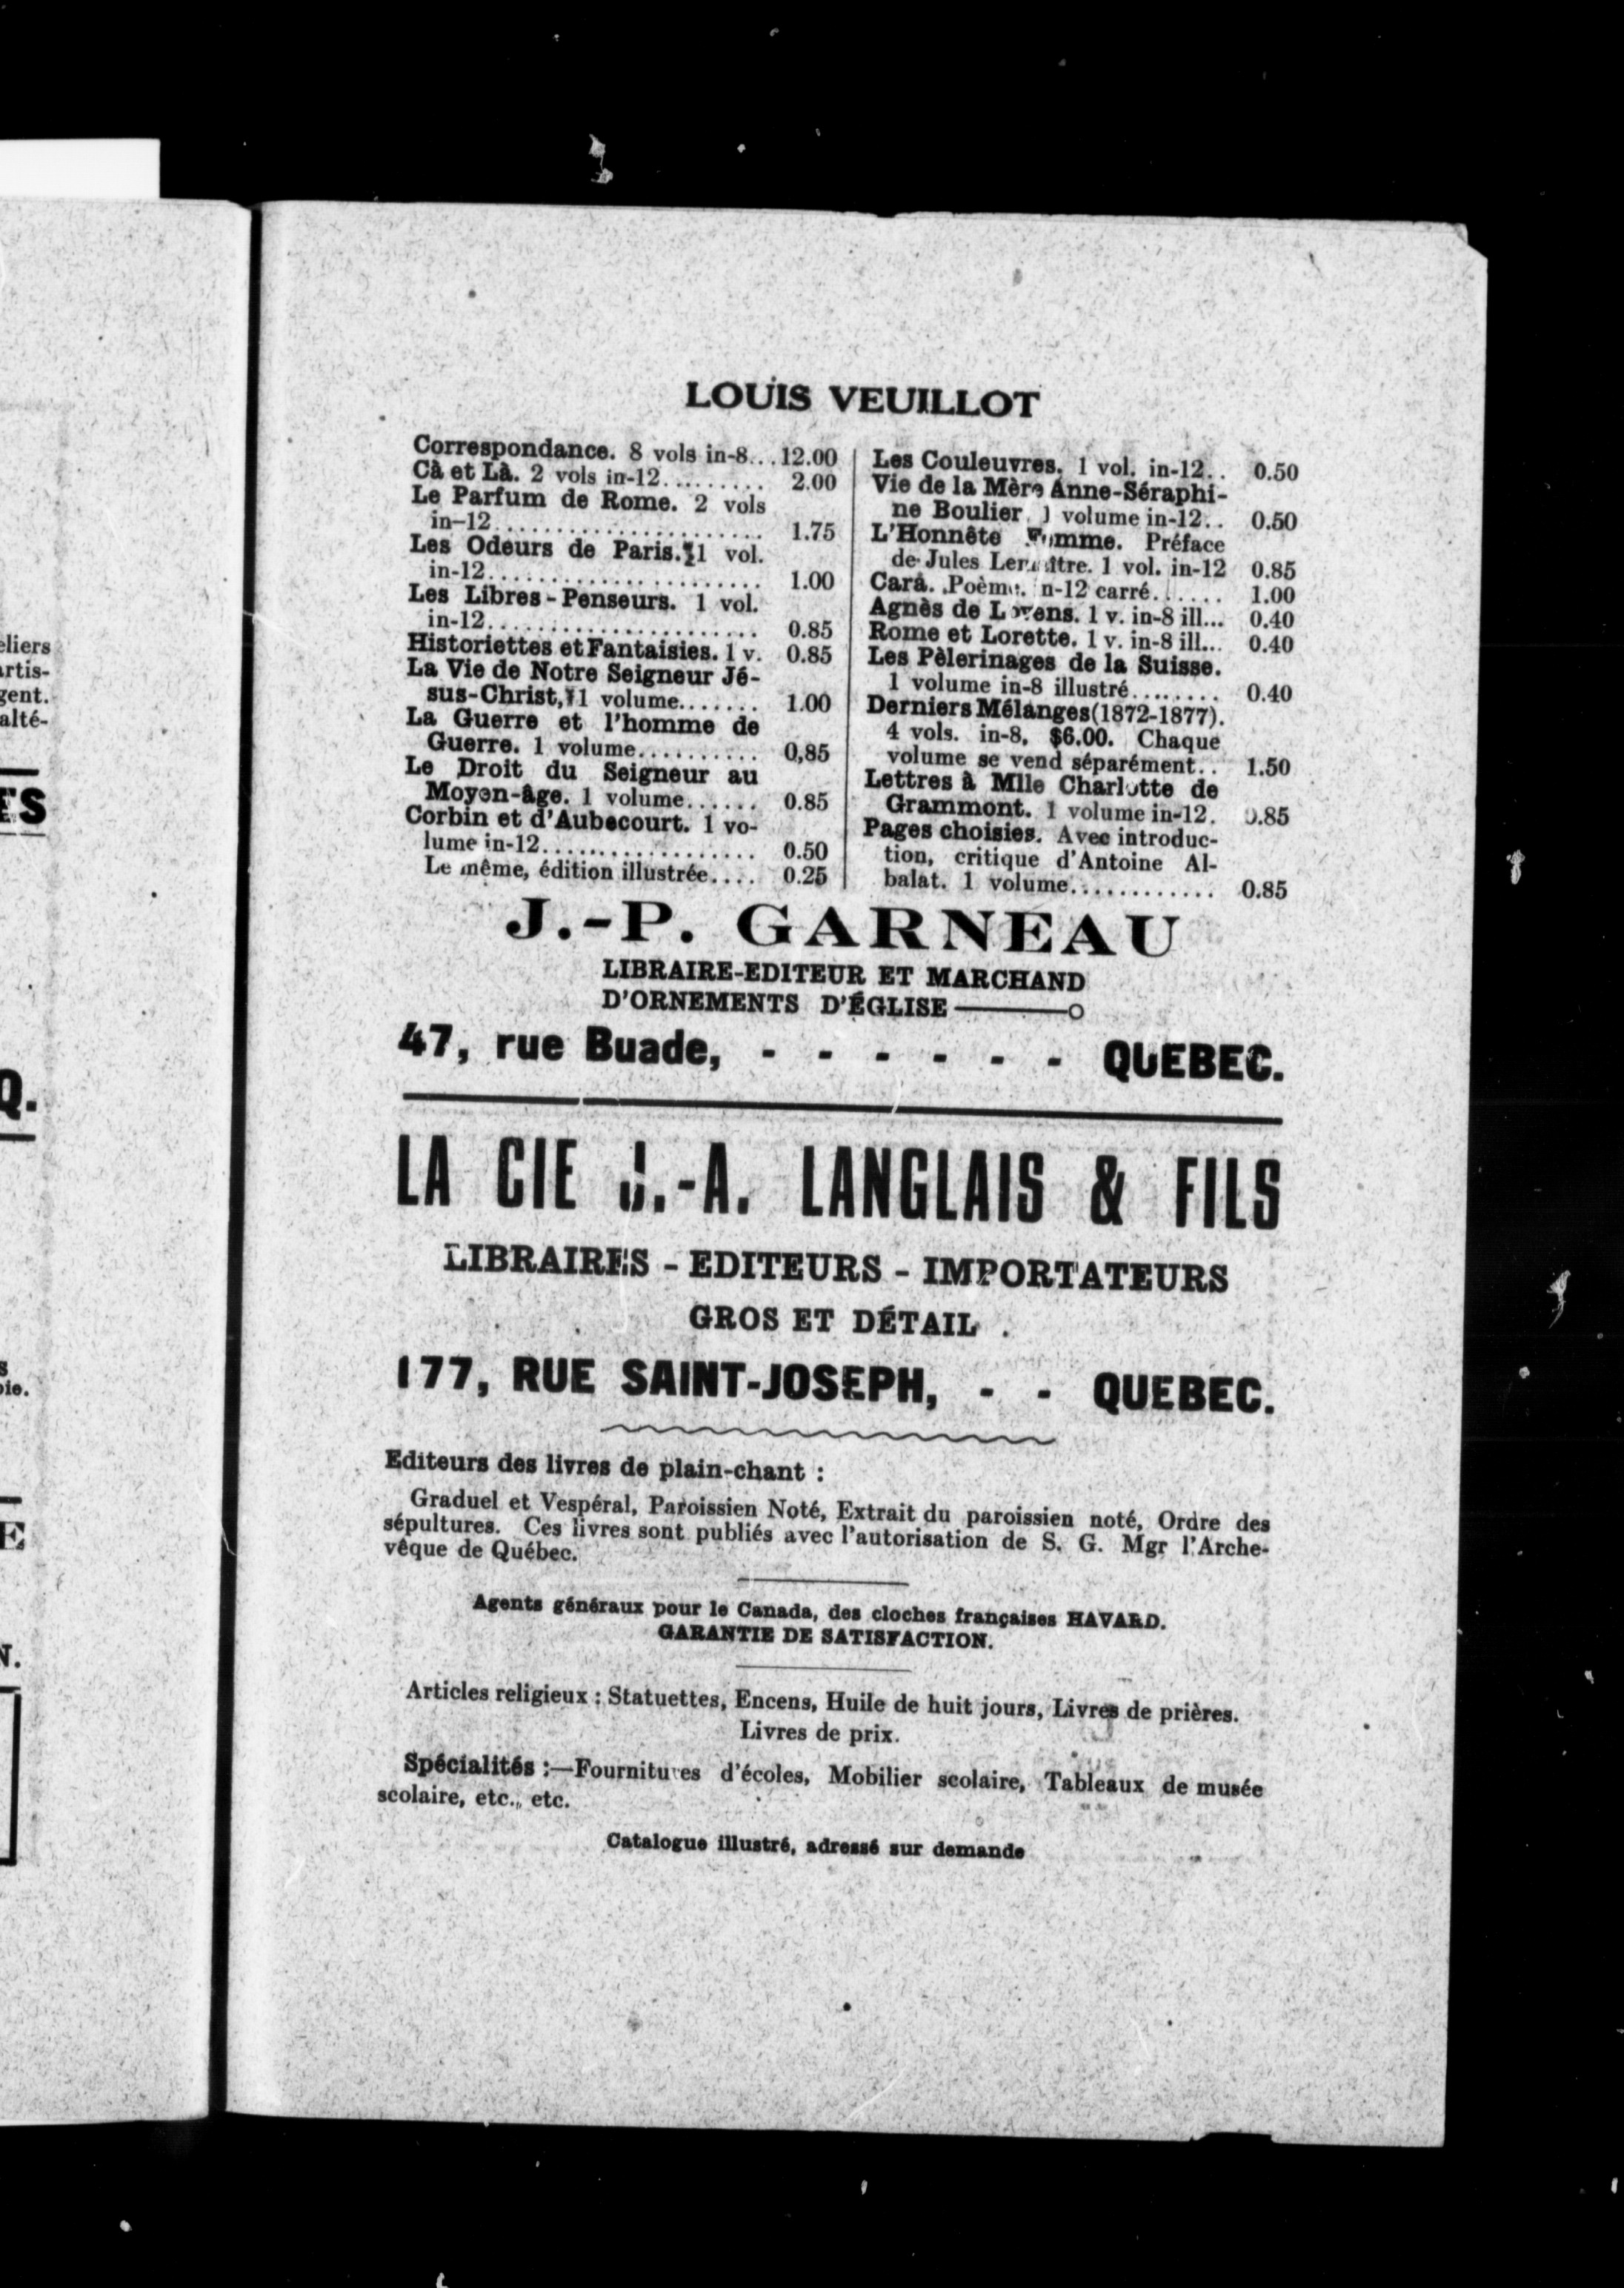 LOUIS VEUILLOT
Correspondance. 8 vols in-8...12.00
Cà et Là. 2 vols in-12......... 2.00
Le Parfum de Rome. 2 vols
in-12...................... 1.75
Les Odeurs de Paris. 1 vol.
in-12...................... 1.00
Les Libres-Penseurs. 1 vol.
in-12...................... 0.85
Historiettes et Fantaisies. 1 v. 0.85
La Vie de Notre Seigneur Jé-
sus-Christ, 1 volume....... 1.00
La Guerre et l'homme de
Guerre. 1 volume.......... 0,85
Le Droit du Seigneur au
Moyen-âge. 1 volume...... 0.85
Corbin et d'Aubecourt. 1 vo-
lume in-12.................. 0.50
Le même, édition illustrée.... 0.25
Les Couleuvres. 1 vol. in-12.. 0.50
Vie de la Mère Anne-Séraphi-
ne Boulier 1 volume in-12.. 0.50
L'Honnête Femme. Préface
de Jules Lemaître. 1 vol. in-12 0.85
Cara. Poème. in-12 carré...... 1.00
Agnès de Lavens. 1 v. in-8 ill... 0.40
Rome et Lorette. 1 v. in-8 ill... 0.40
Les Pèlerinages de la Suisse.
1 volume in-8 illustré........ 0.40
Derniers Mélanges (1872-1877).
4 vols. in-8, $6.00. Chaque
volume se vend séparément.. 1.50
Lettres à Mlle Charlotte de
Grammont. 1 volume in-12. 0.85
Pages choisies. Avec introduc-
tion, critique d'Antoine Al-
balat. 1 volume............ 0.85
J.-P. GARNEAU
LIBRAIRE-EDITEUR ET MARCHAND
D'ORNEMENTS D'ÉGLISE
47, rue Buade, - - - - - - QUEBEC.
LA CIE J.-A. LANGLAIS & FILS
LIBRAIRES - EDITEURS - IMPORTATEURS
GROS ET DÉTAIL
177, RUE SAINT-JOSEPH, - - QUEBEC.
Editeurs des livres de plain-chant :
Graduel et Vespéral, Paroissien Noté, Extrait du paroissien noté, Ordre des
sépultures. Ces livres sont publiés avec l'autorisation de S. G. Mgr l'Arche-
vêque de Québec.
Agents généraux pour le Canada, des cloches françaises HAVARD.
GARANTIE DE SATISFACTION.
Articles religieux : Statuettes, Encens, Huile de huit jours, Livres de prières.
Livres de prix.
Spécialités :—Fournitures d'écoles, Mobilier scolaire, Tableaux de musée
scolaire, etc., etc.
Catalogue illustré, adressé sur demande